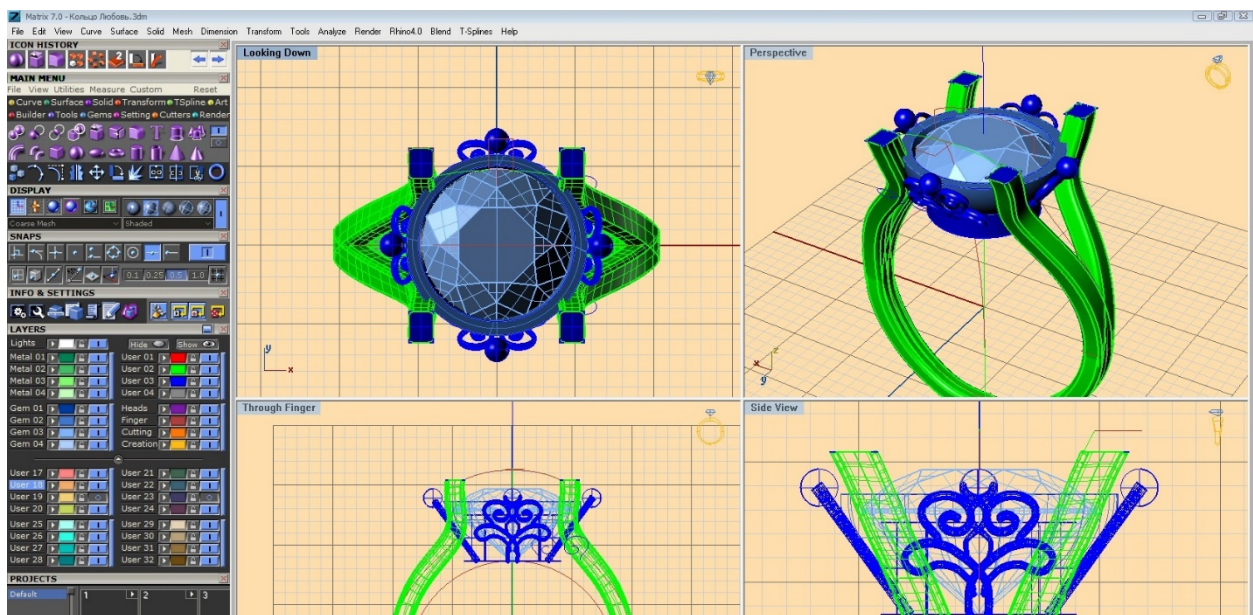 Matrix 7.0 - Кольцо Любовь.3dm
File Edit View Curve Surface Solid Mesh Dimension Transform Tools Analyze Render Rhino4.0 Blend T-Splines Help
ICON HISTORY
MAIN MENU
File View Utilities Measure Custom Reset
Curve Surface Solid Transform TSpline Art
Builder Tools Gems Setting Cutters Render
DISPLAY
Coarse Mesh Shaded
SNAPS
0.1 0.25 0.5 1.0
INFO & SETTINGS
LAYERS
Lights Hide Show
Metal 01 User 01
Metal 02 User 02
Metal 03 User 03
Metal 04 User 04
Gem 01 Heads
Gem 02 Finger
Gem 03 Cutting
Gem 04 Creation
User 17 User 21
User 18 User 22
User 19 User 23
User 20 User 24
User 25 User 29
User 26 User 30
User 27 User 31
User 28 User 32
PROJECTS
Default 1 2 3
Looking Down
y
x
Perspective
z
x
y
Through Finger
Side View